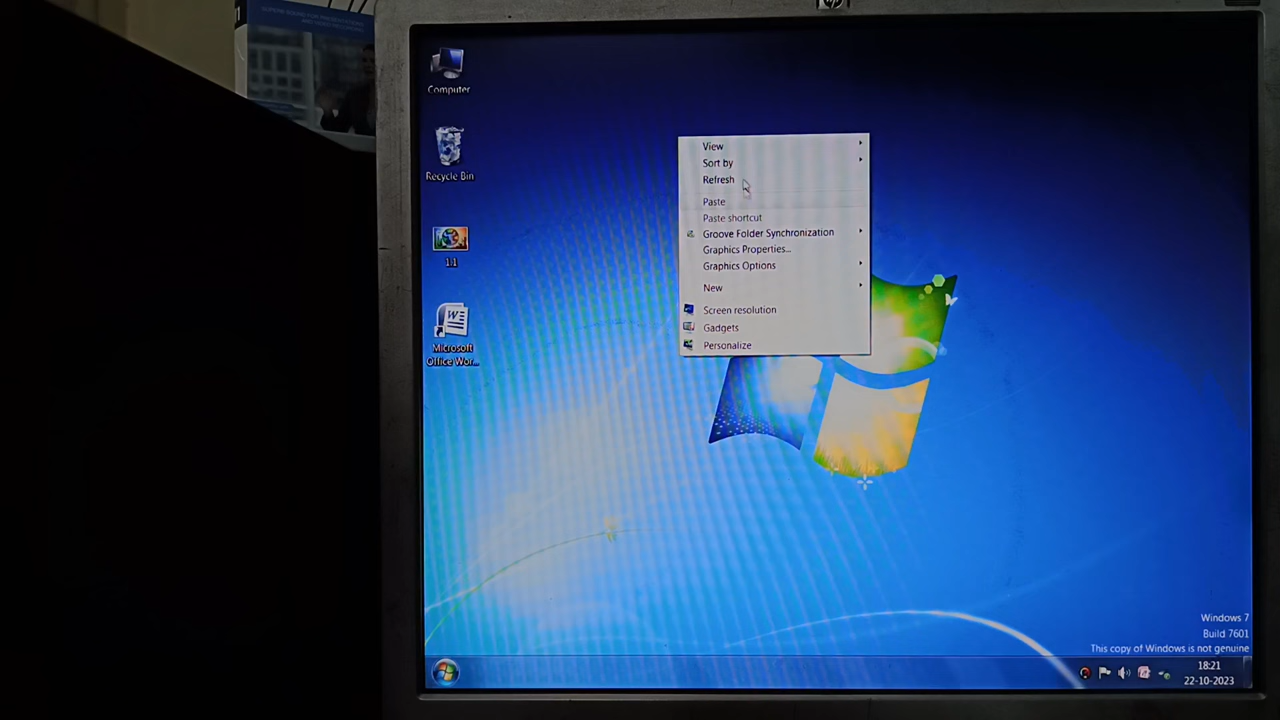 hp
Computer
Recycle Bin
11
Microsoft
Office Wor...
View
Sort by
Refresh
Paste
Paste shortcut
Groove Folder Synchronization
Graphics Properties...
Graphics Options
New
Screen resolution
Gadgets
Personalize
Windows 7
Build 7601
This copy of Windows is not genuine
18:21
22-10-2023